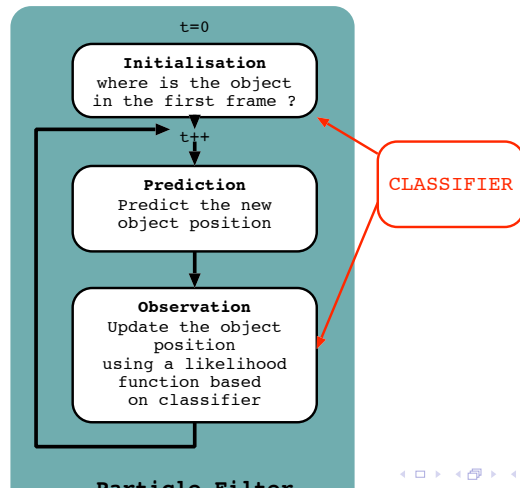 t=0
Initialisation
where is the object
in the first frame ?
t++
Prediction
Predict the new
object position
CLASSIFIER
Observation
Update the object
position
using a likelihood
function based
on classifier
Particle Filter